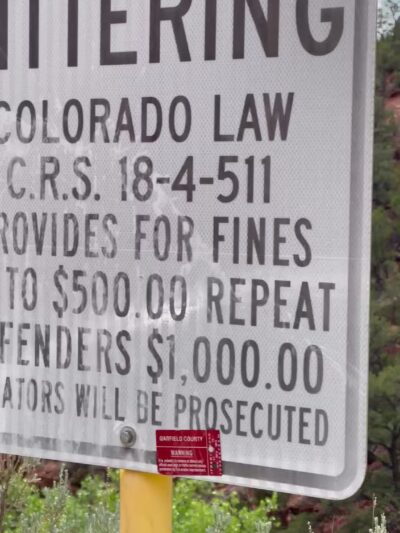 TTERING
COLORADO LAW
C.R.S. 18-4-511
ROVIDES FOR FINES
TO $500.00 REPEAT
FENDERS $1,000.00
ATORS WILL BE PROSECUTED
GARFIELD COUNTY
WARNING